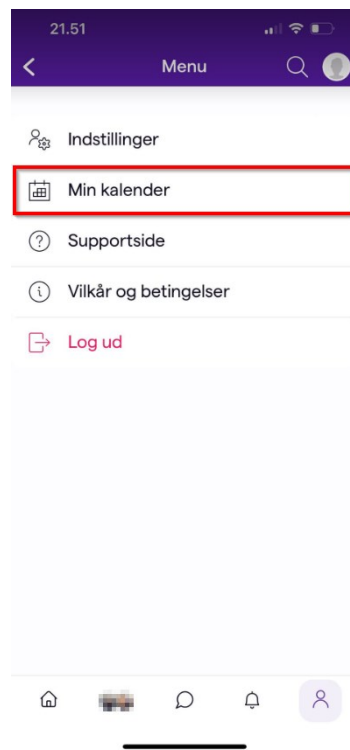 21.51
Menu
Indstillinger
Min kalender
Supportside
Vilkår og betingelser
Log ud